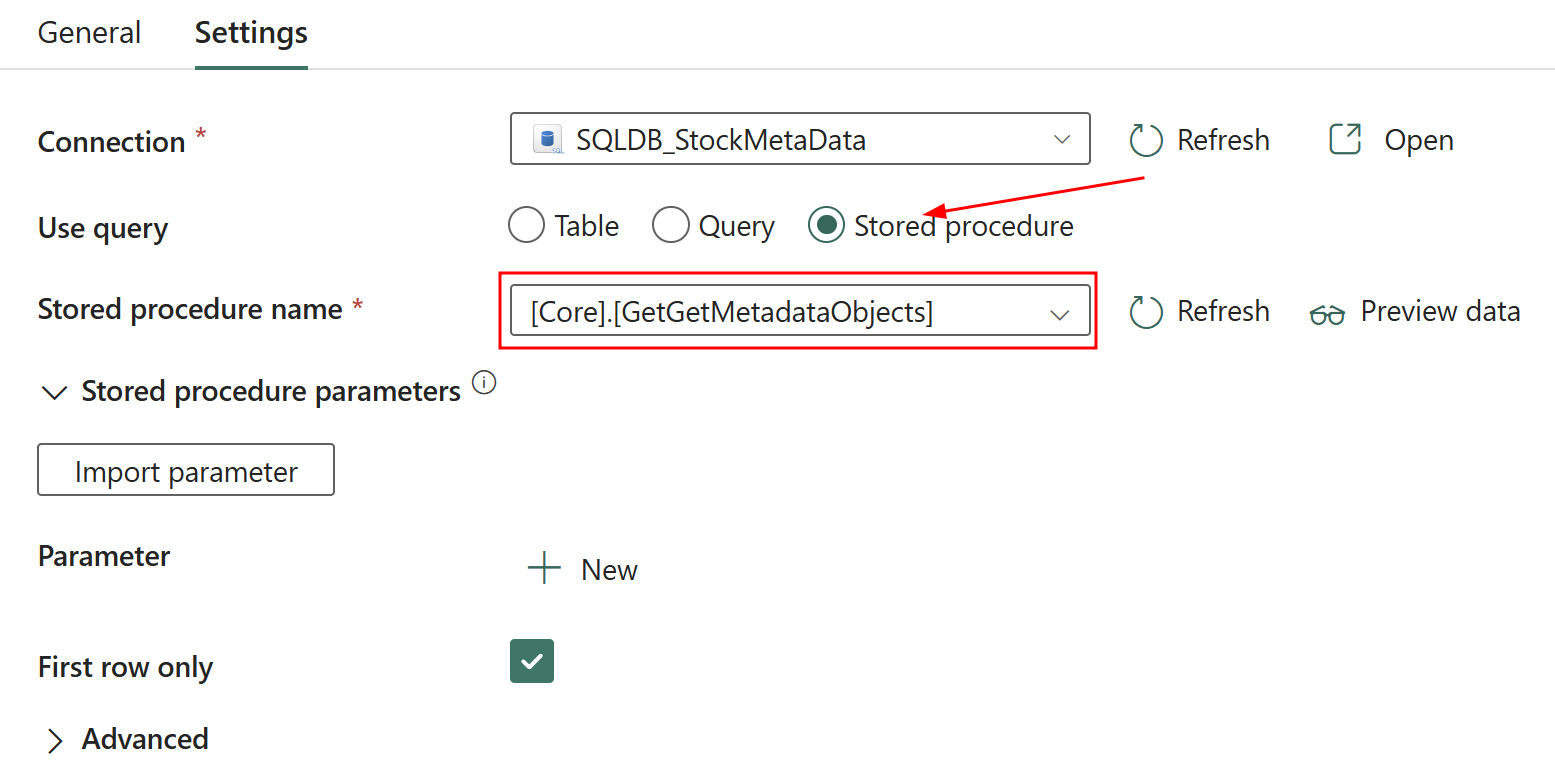 General Settings
Connection *
SQLDB_StockMetaData Refresh Open
Use query Table Query Stored procedure
Stored procedure name * [Core].[GetGetMetadataObjects] Refresh Preview data
Stored procedure parameters
Import parameter
Parameter New
First row only
Advanced